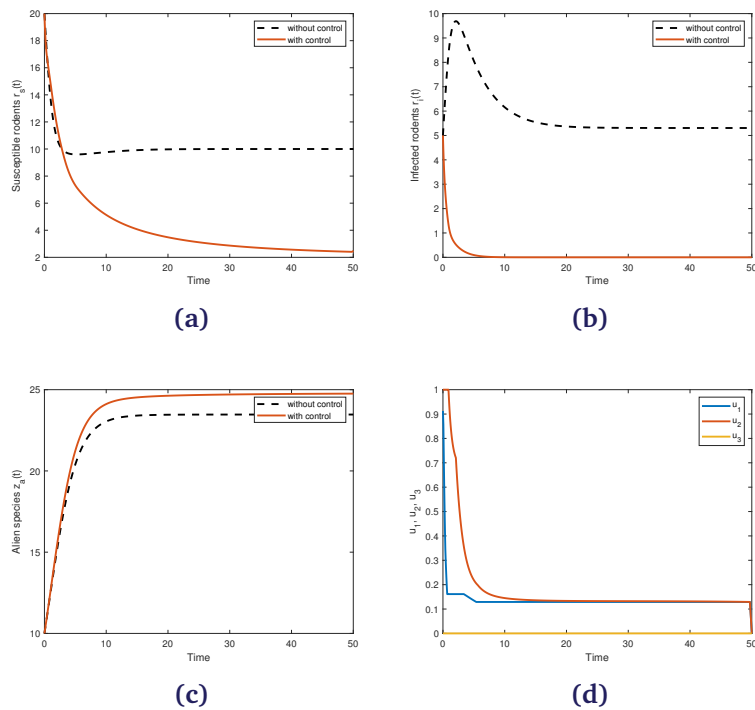 20
18
16
14
12
10
8
6
4
2
Susceptible rodents r_s(t)
without control
with control
0 10 20 30 40 50
Time
(a)
10
9
8
7
6
5
4
3
2
1
0
Infected rodents r_i(t)
without control
with control
0 10 20 30 40 50
Time
(b)
25
20
15
10
Alien species z_a(t)
without control
with control
0 10 20 30 40 50
Time
(c)
1
0.9
0.8
0.7
0.6
0.5
0.4
0.3
0.2
0.1
0
u_1, u_2, u_3
u_1
u_2
u_3
0 10 20 30 40 50
Time
(d)